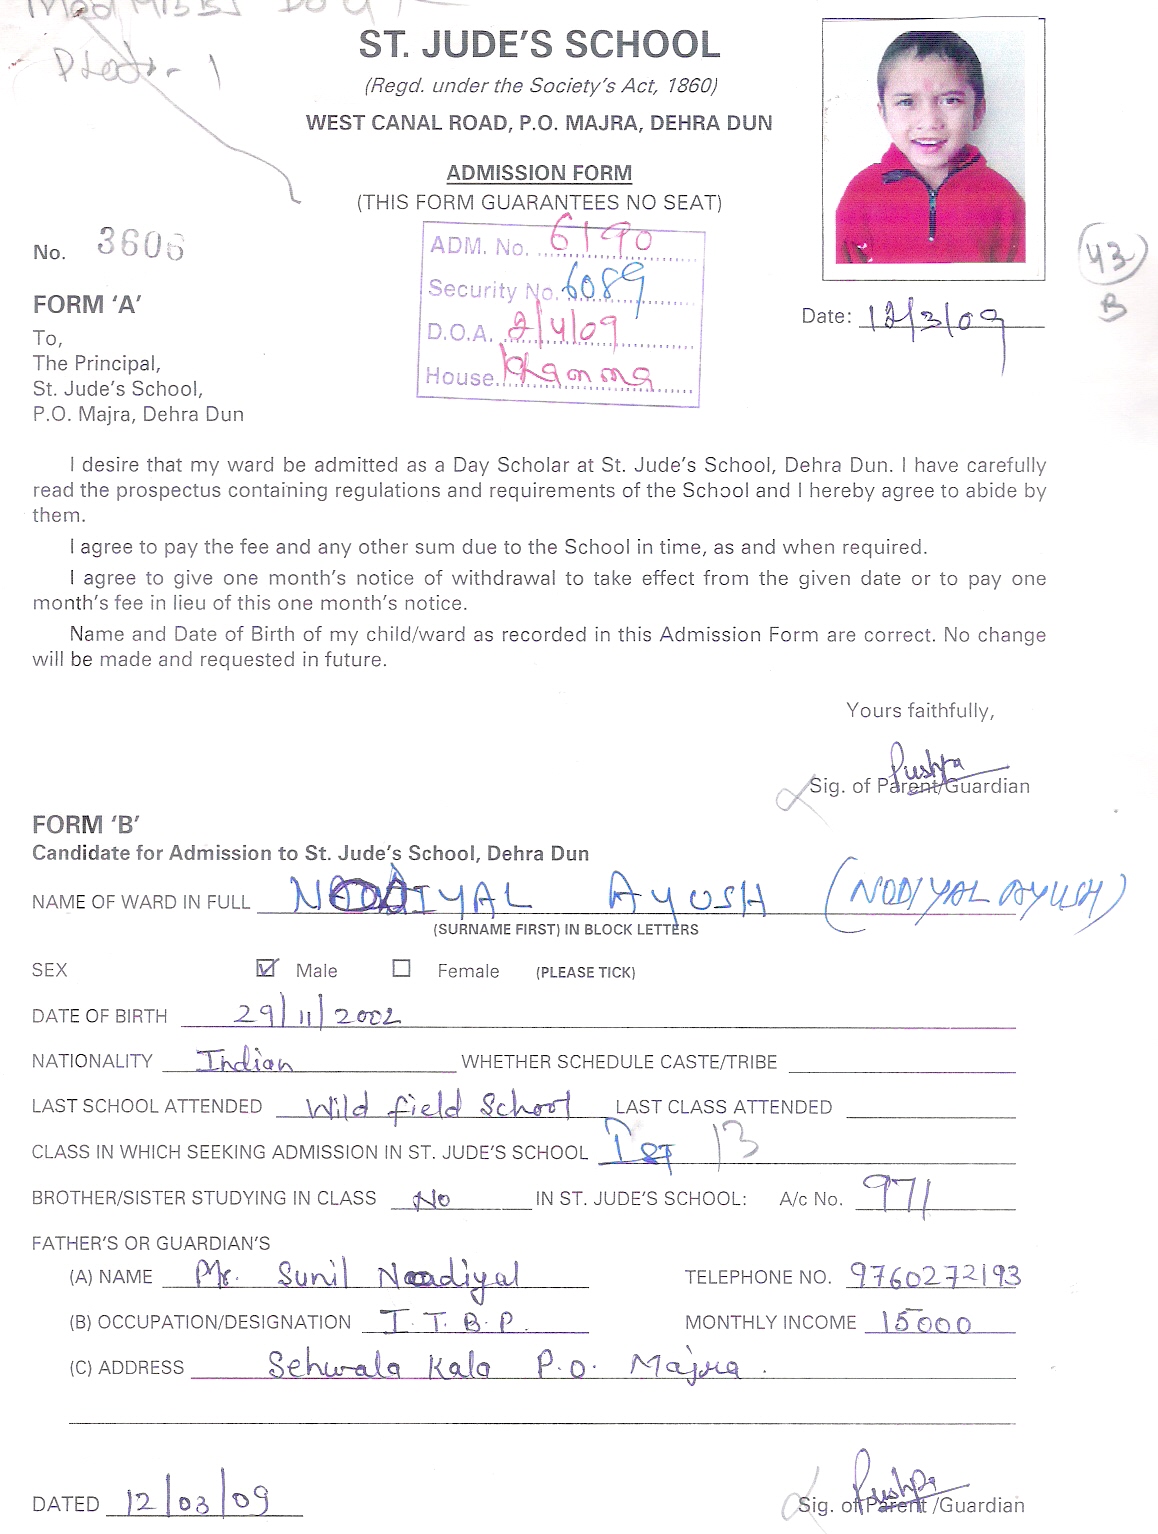 ST. JUDE'S SCHOOL
(Regd. under the Society's Act, 1860)
WEST CANAL ROAD, P.O. MAJRA, DEHRA DUN
ADMISSION FORM
(THIS FORM GUARANTEES NO SEAT)
No. 3606
ADM. No. 6190
Security No. 6089
D.O.A. 2/4/09
House
43
B
Date: 12/3/09
FORM 'A'
To,
The Principal,
St. Jude's School,
P.O. Majra, Dehra Dun
I desire that my ward be admitted as a Day Scholar at St. Jude's School, Dehra Dun. I have carefully
read the prospectus containing regulations and requirements of the School and I hereby agree to abide by
them.
I agree to pay the fee and any other sum due to the School in time, as and when required.
I agree to give one month's notice of withdrawal to take effect from the given date or to pay one
month's fee in lieu of this one month's notice.
Name and Date of Birth of my child/ward as recorded in this Admission Form are correct. No change
will be made and requested in future.
Yours faithfully,
Pushpa
Sig. of Parent/Guardian
FORM 'B'
Candidate for Admission to St. Jude's School, Dehra Dun
NAME OF WARD IN FULL NODIYAL AYUSH (NODIYAL AYUSH)
(SURNAME FIRST) IN BLOCK LETTERS
SEX Male Female (PLEASE TICK)
DATE OF BIRTH 29/11/2002
NATIONALITY Indian WHETHER SCHEDULE CASTE/TRIBE
LAST SCHOOL ATTENDED Wild field School LAST CLASS ATTENDED
CLASS IN WHICH SEEKING ADMISSION IN ST. JUDE'S SCHOOL
BROTHER/SISTER STUDYING IN CLASS No IN ST. JUDE'S SCHOOL: A/c No. 971
FATHER'S OR GUARDIAN'S
(A) NAME Mr. Sunil Nodiyal TELEPHONE NO. 9760272193
(B) OCCUPATION/DESIGNATION I.T.B.P. MONTHLY INCOME 15000
(C) ADDRESS Sehwala Kala P.O. Majra.
DATED 12/03/09
Pushpa
Sig. of Parent /Guardian